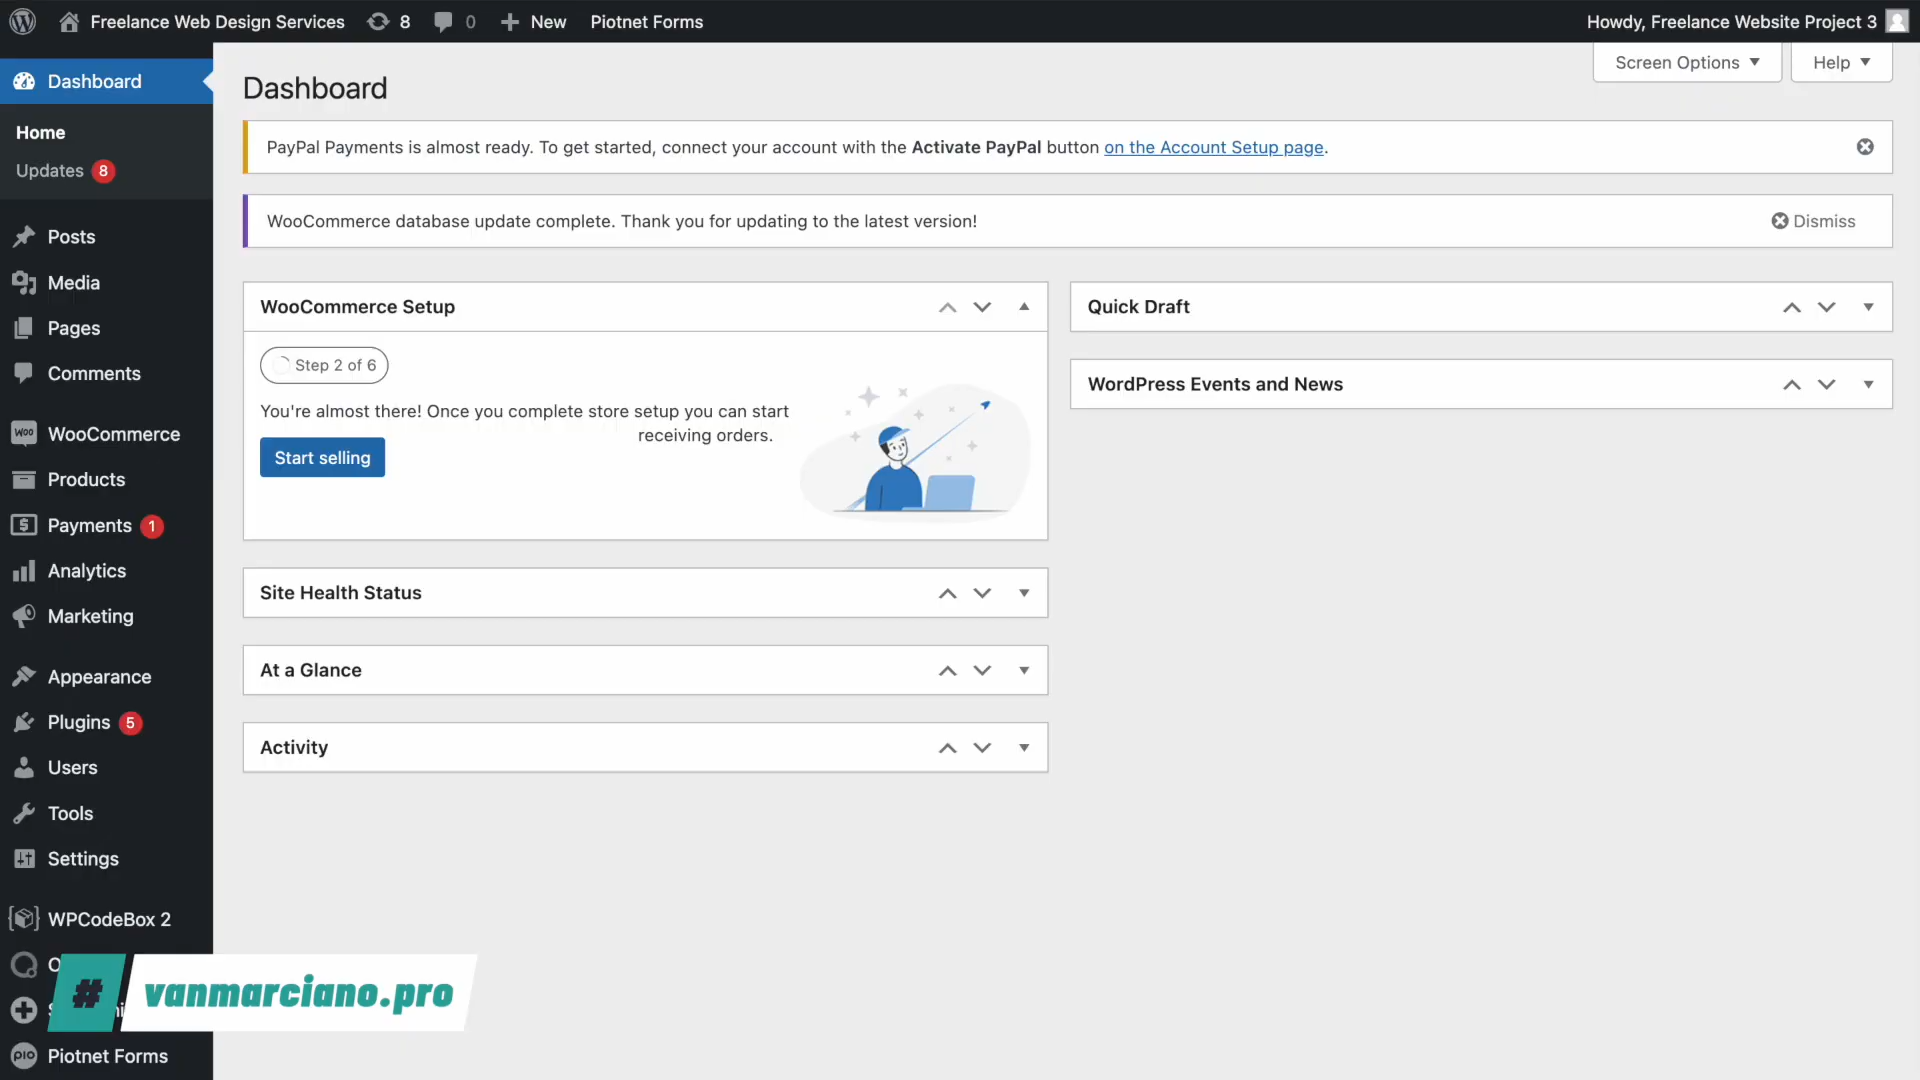 Freelance Web Design Services
8
0
New
Piotnet Forms
Howdy, Freelance Website Project 3
Screen Options
Help
Dashboard
Home
Updates 8
Posts
Media
Pages
Comments
WooCommerce
Products
Payments 1
Analytics
Marketing
Appearance
Plugins 5
Users
Tools
Settings
WPCodeBox 2
Piotnet Forms
Dashboard
PayPal Payments is almost ready. To get started, connect your account with the Activate PayPal button on the Account Setup page.
WooCommerce database update complete. Thank you for updating to the latest version!
Dismiss
WooCommerce Setup
Step 2 of 6
You're almost there! Once you complete store setup you can start
receiving orders.
Start selling
Site Health Status
At a Glance
Activity
Quick Draft
WordPress Events and News
# vanmarciano.pro